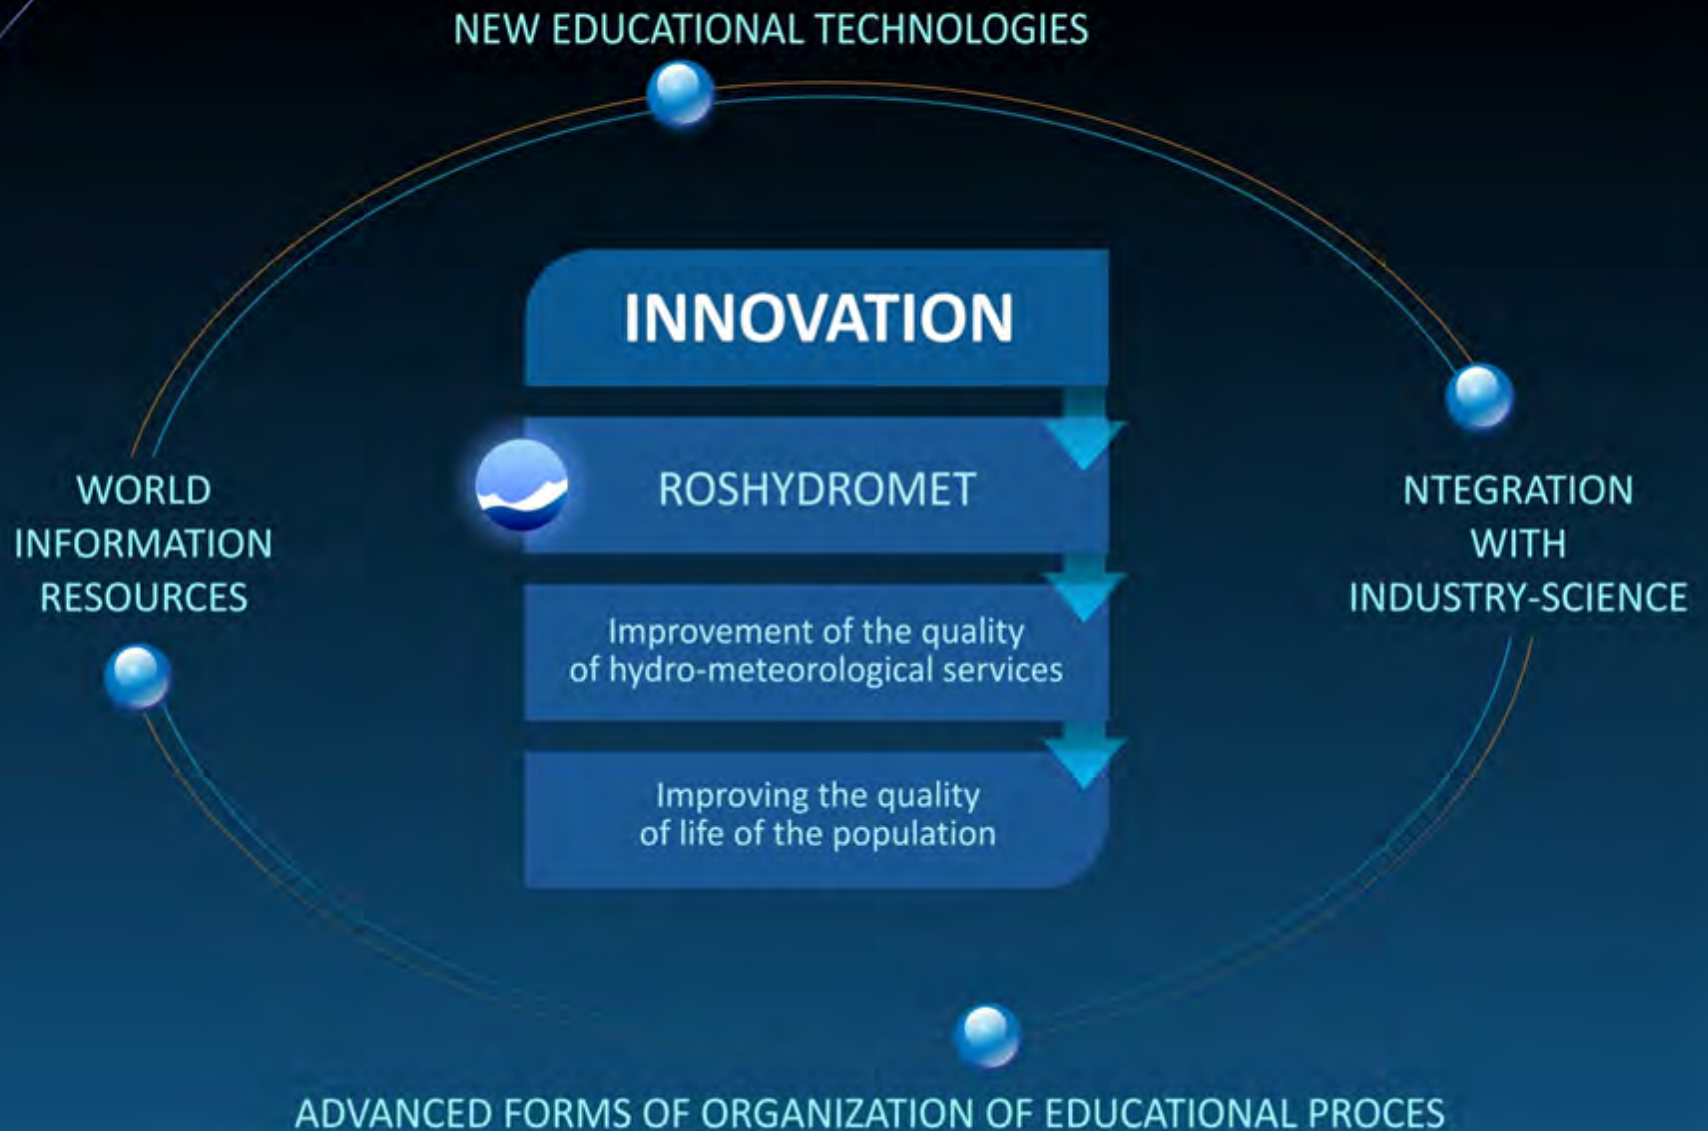 NEW EDUCATIONAL TECHNOLOGIES
INNOVATION
ROSHYDROMET
WORLD
INFORMATION
RESOURCES
NTEGRATION
WITH
INDUSTRY-SCIENCE
Improvement of the quality
of hydro-meteorological services
Improving the quality
of life of the population
ADVANCED FORMS OF ORGANIZATION OF EDUCATIONAL PROCES